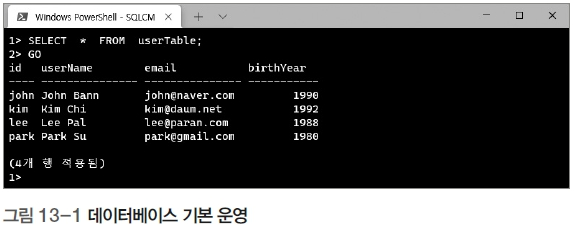 Windows PowerShell - SQLCM
1> SELECT * FROM userTable;
2> GO
id userName email birthYear
---- --------------- --------------- -----------
john John Bann john@naver.com 1990
kim Kim Chi kim@daum.net 1992
lee Lee Pal lee@paran.com 1988
park Park Su park@gmail.com 1980
(4개 행 적용됨)
1>
그림 13-1 데이터베이스 기본 운영